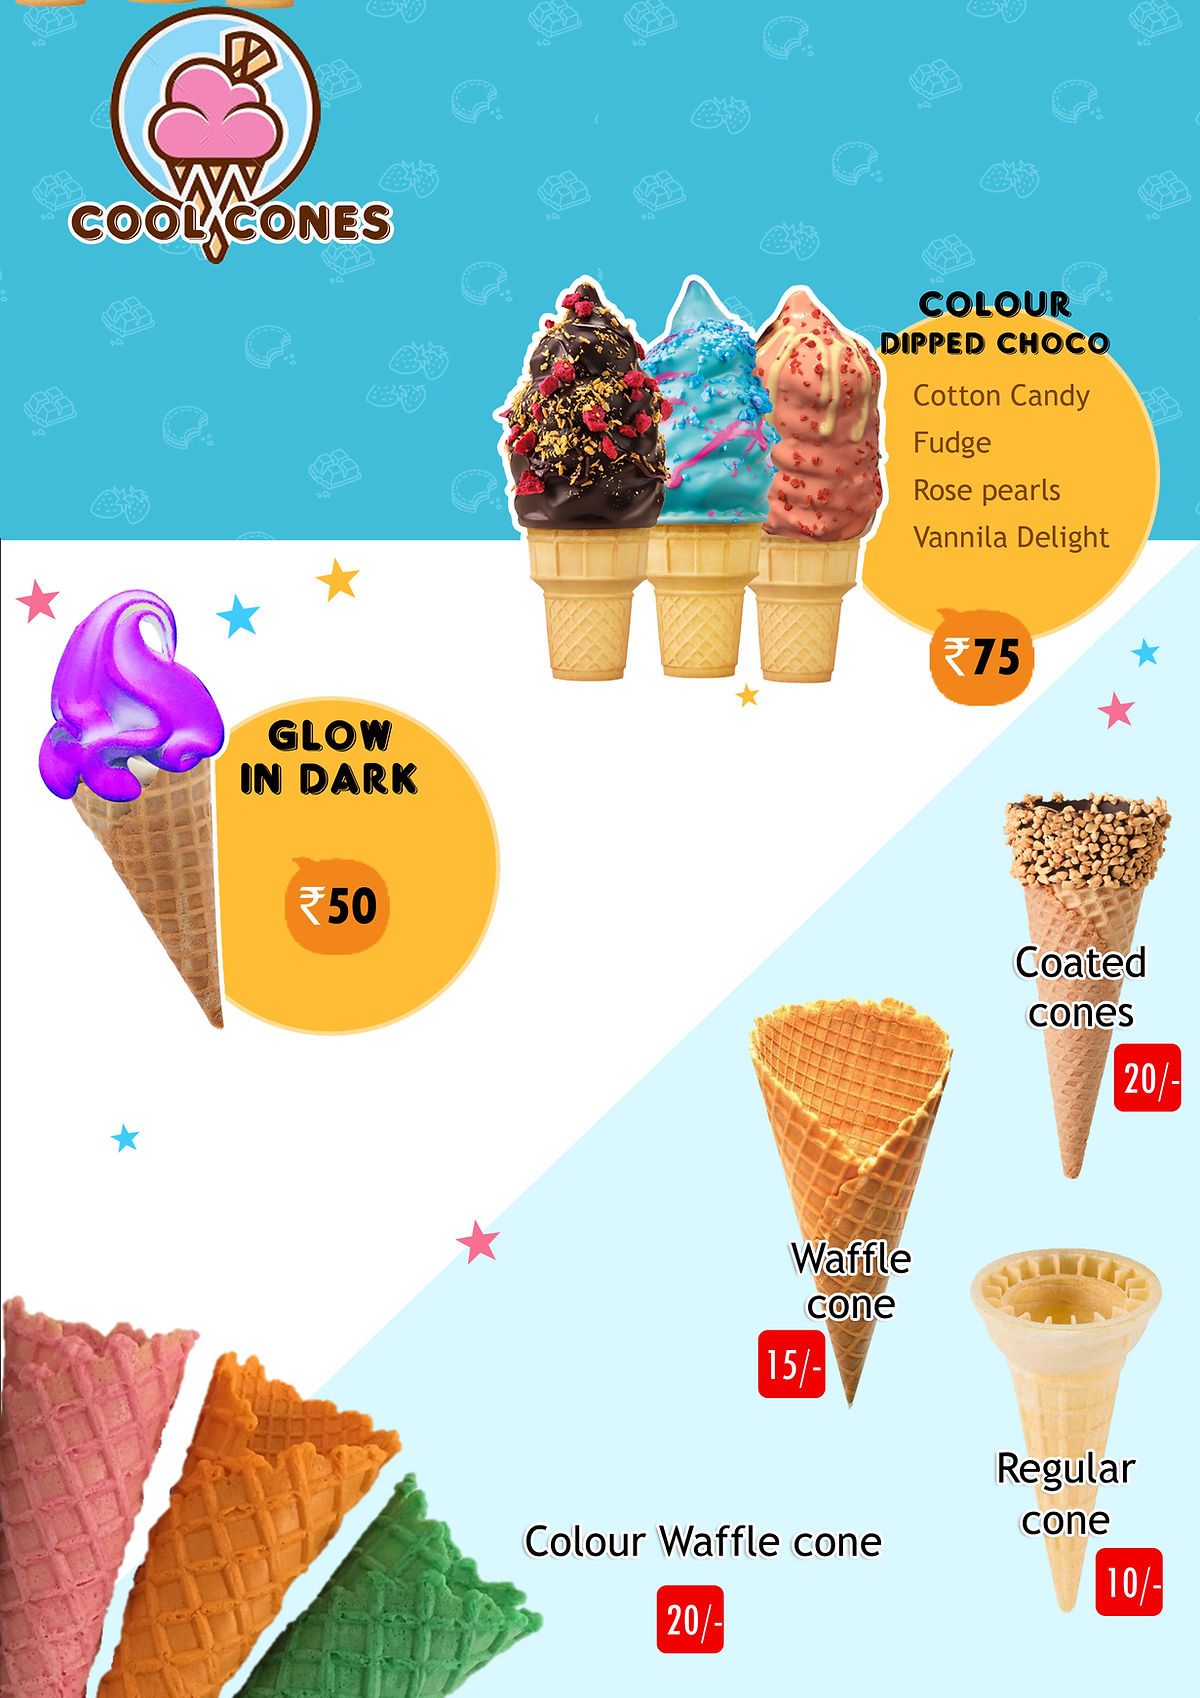 COOL CONES
COLOUR
DIPPED CHOCO
Cotton Candy
Fudge
Rose pearls
Vannila Delight
₹75
GLOW
IN DARK
₹50
Coated
cones
20/-
Waffle
cone
15/-
Regular
cone
10/-
Colour Waffle cone
20/-